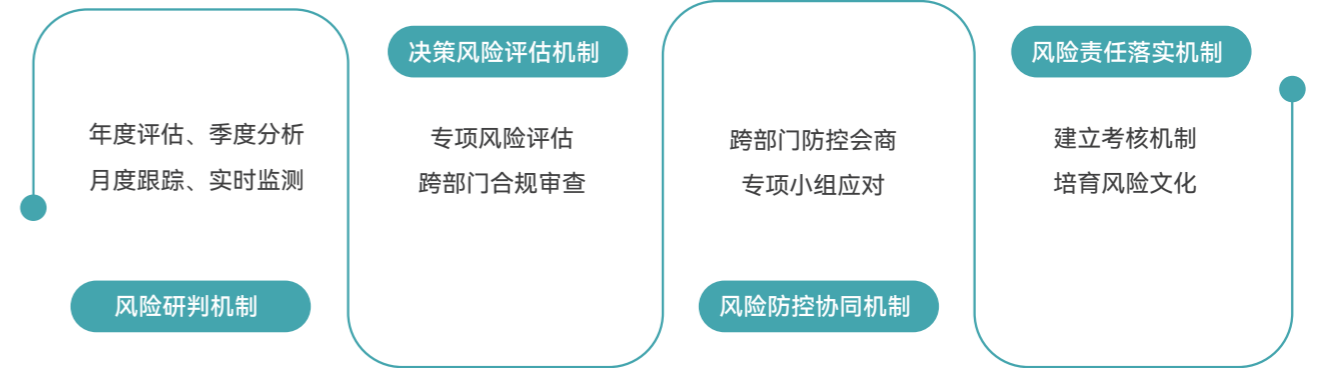 年度评估、季度分析
月度跟踪、实时监测
风险研判机制
决策风险评估机制
专项风险评估
跨部门合规审查
跨部门防控会商
专项小组应对
风险防控协同机制
风险责任落实机制
建立考核机制
培育风险文化